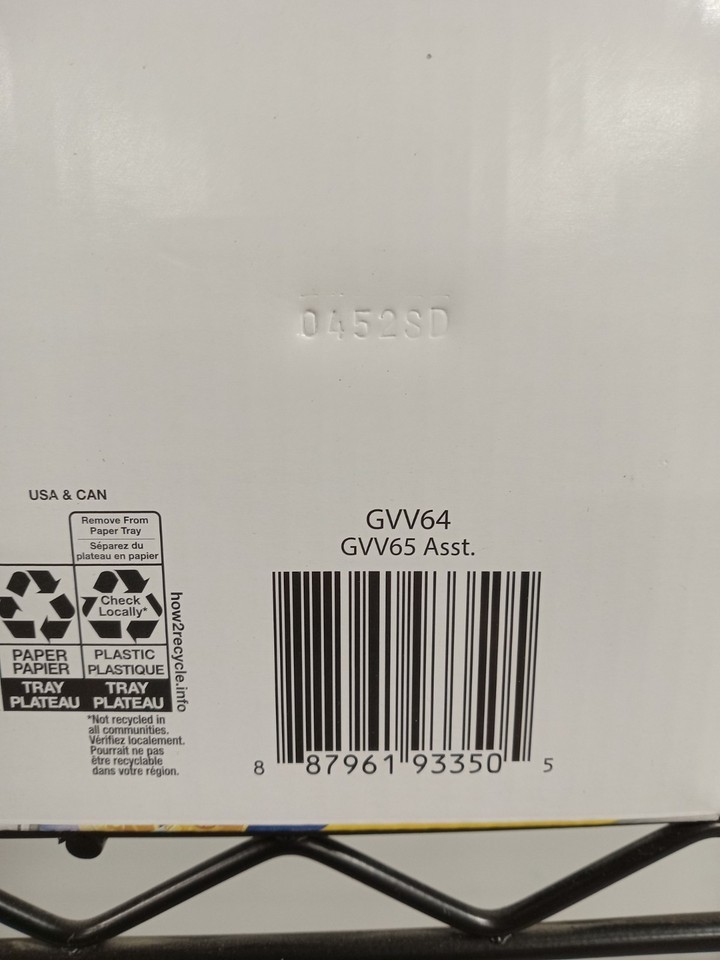 0452SD
USA & CAN
Remove From
Paper Tray
Séparez du
plateau en papier
Check
Locally*
PAPER
PAPIER
PLASTIC
PLASTIQUE
TRAY
PLATEAU
TRAY
PLATEAU
how2recycle.info
*Not recycled in
all communities.
Vérifiez localement.
Pourrait ne pas
être recyclable
dans votre région.
GVV64
GVV65 Asst.
8 87961 93350 5